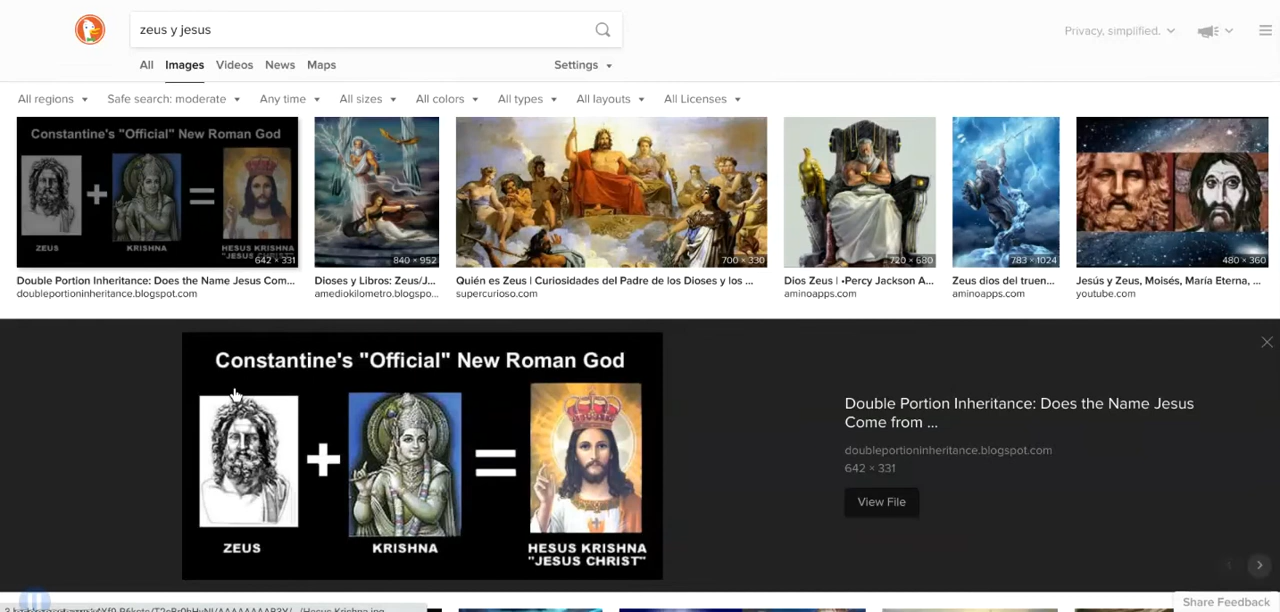 zeus y jesus
Privacy, simplified.
All Images Videos News Maps Settings
All regions Safe search: moderate Any time All sizes All colors All types All layouts All Licenses
Constantine's "Official" New Roman God
+ =
ZEUS KRISHNA HESUS KRISHNA
"JESUS CHRIST"
642 × 331 840 × 952 700 × 330 720 × 680 783 × 1024 480 × 360
Double Portion Inheritance: Does the Name Jesus Com...
doubleportioninheritance.blogspot.com
Dioses y Libros: Zeus/J...
amediokilometro.blogspo...
Quién es Zeus | Curiosidades del Padre de los Dioses y los ...
supercurioso.com
Dios Zeus | •Percy Jackson A...
aminoapps.com
Zeus dios del truen...
aminoapps.com
Jesús y Zeus, Moisés, María Eterna, ...
youtube.com
Constantine's "Official" New Roman God
+ =
ZEUS KRISHNA HESUS KRISHNA
"JESUS CHRIST"
Double Portion Inheritance: Does the Name Jesus
Come from ...
doubleportioninheritance.blogspot.com
642 × 331
View File
Share Feedback